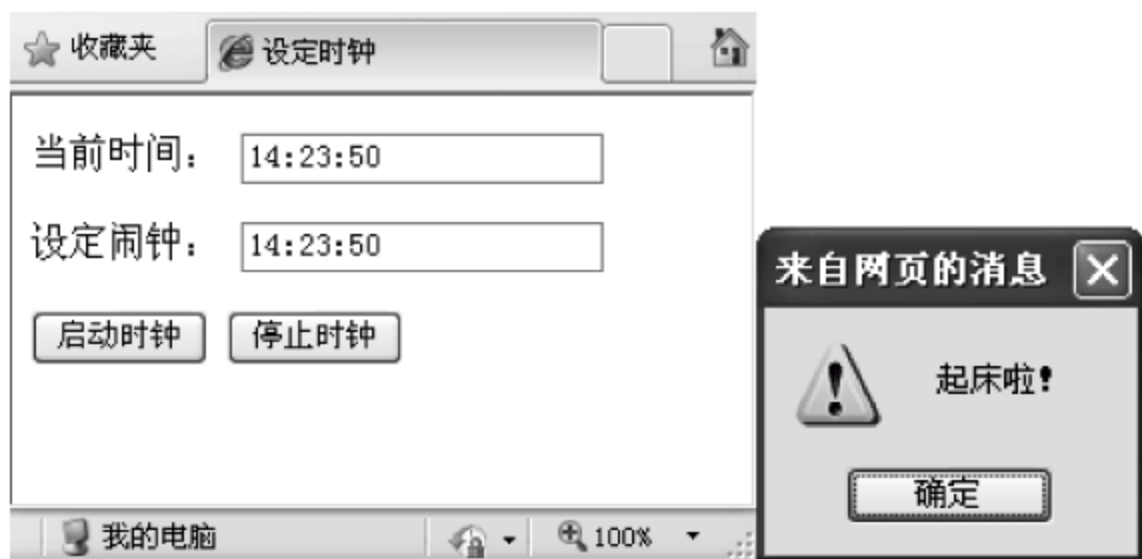 收藏夹 设定时钟
当前时间： 14:23:50
设定闹钟： 14:23:50
启动时钟 停止时钟
我的电脑 100%
来自网页的消息
起床啦！
确定